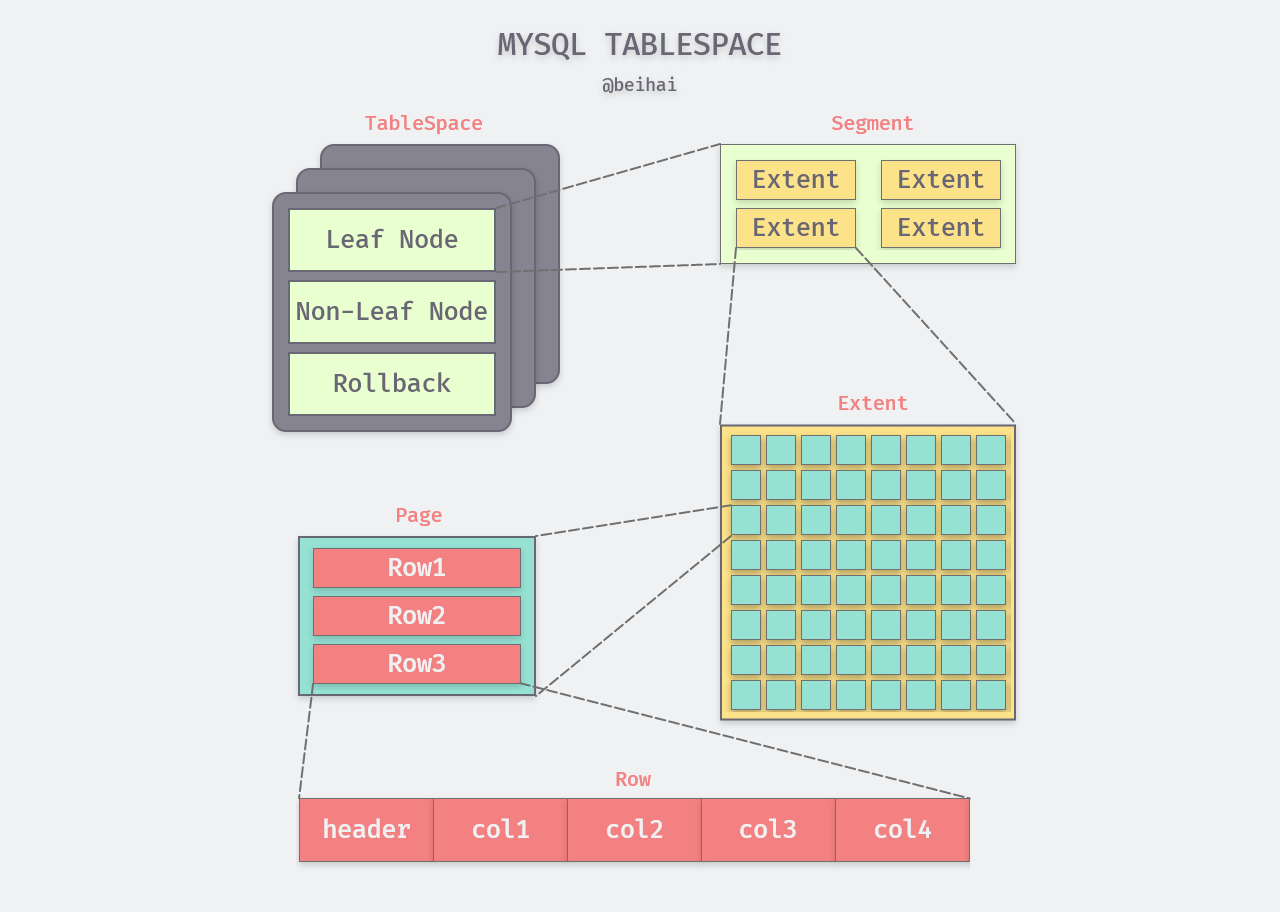 MYSQL TABLESPACE
@beihai
TableSpace
Leaf Node
Non-Leaf Node
Rollback
Segment
Extent
Extent
Extent
Extent
Extent
Page
Row1
Row2
Row3
Row
header
col1
col2
col3
col4